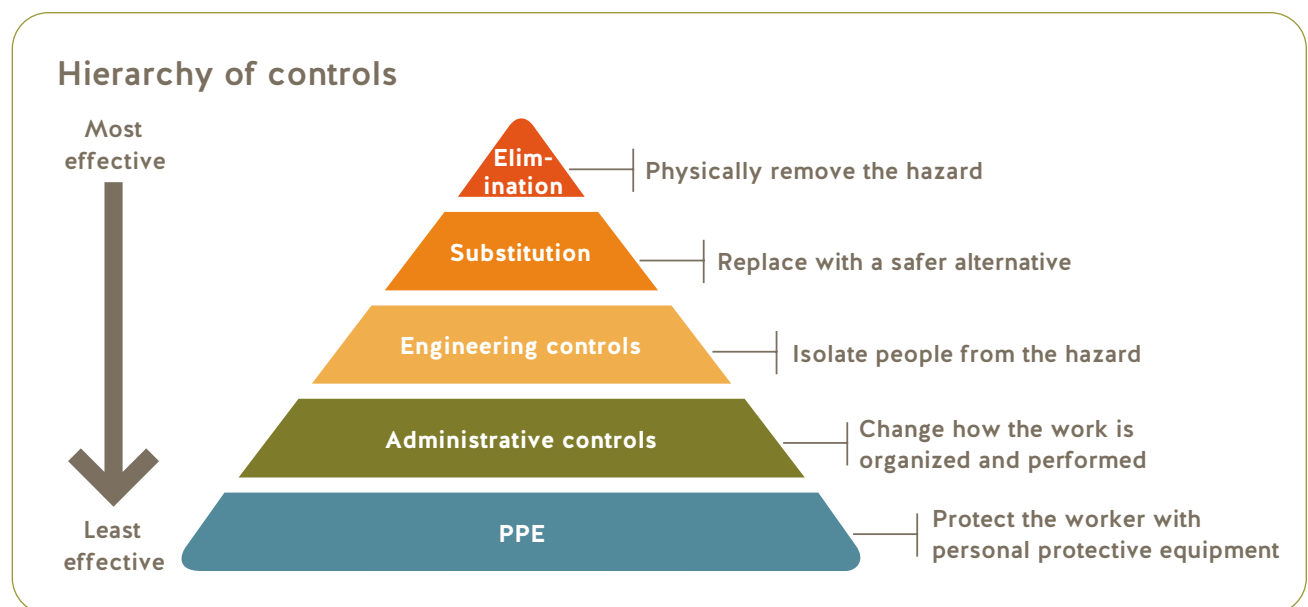 Hierarchy of controls
Most
effective
Elim-
ination
Physically remove the hazard
Substitution
Replace with a safer alternative
Engineering controls
Isolate people from the hazard
Administrative controls
Change how the work is
organized and performed
Least
effective
PPE
Protect the worker with
personal protective equipment